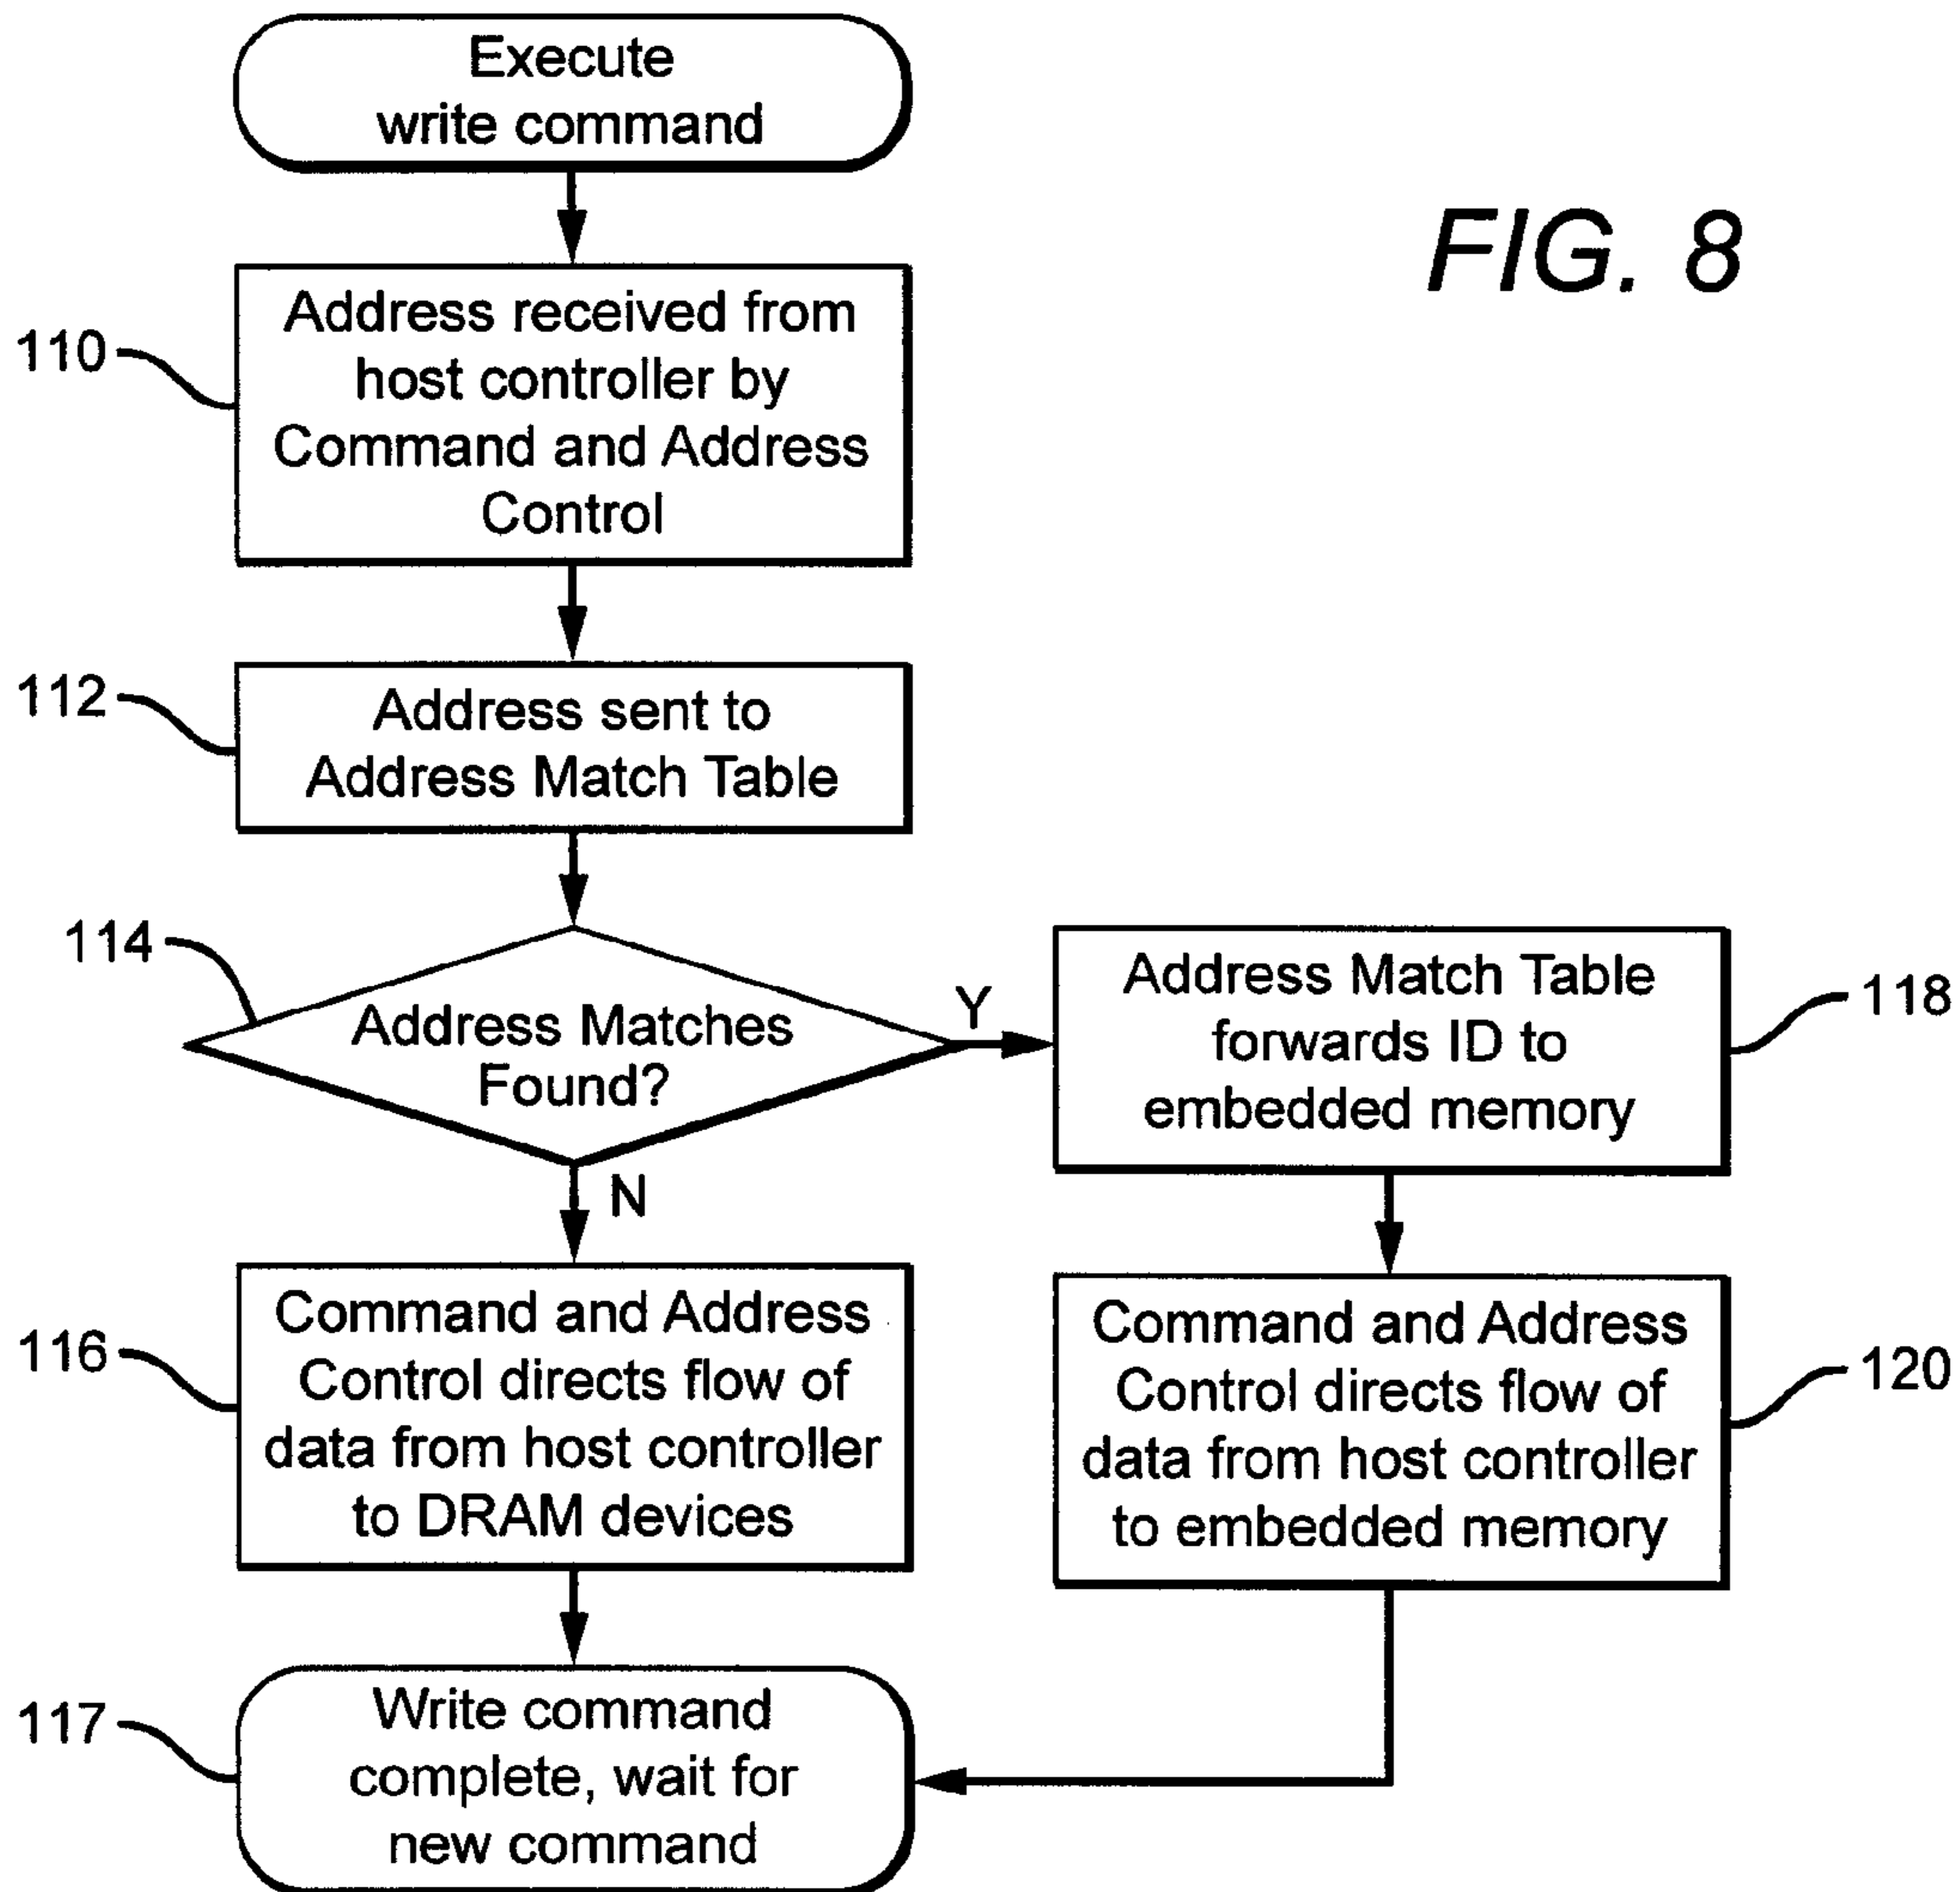 Execute
write command
FIG. 8
110
Address received from
host controller by
Command and Address
Control
112
Address sent to
Address Match Table
114
Address Matches
Found?
Y
N
Address Match Table
forwards ID to
embedded memory
118
116
Command and Address
Control directs flow of
data from host controller
to DRAM devices
Command and Address
Control directs flow of
data from host controller
to embedded memory
120
117
Write command
complete, wait for
new command